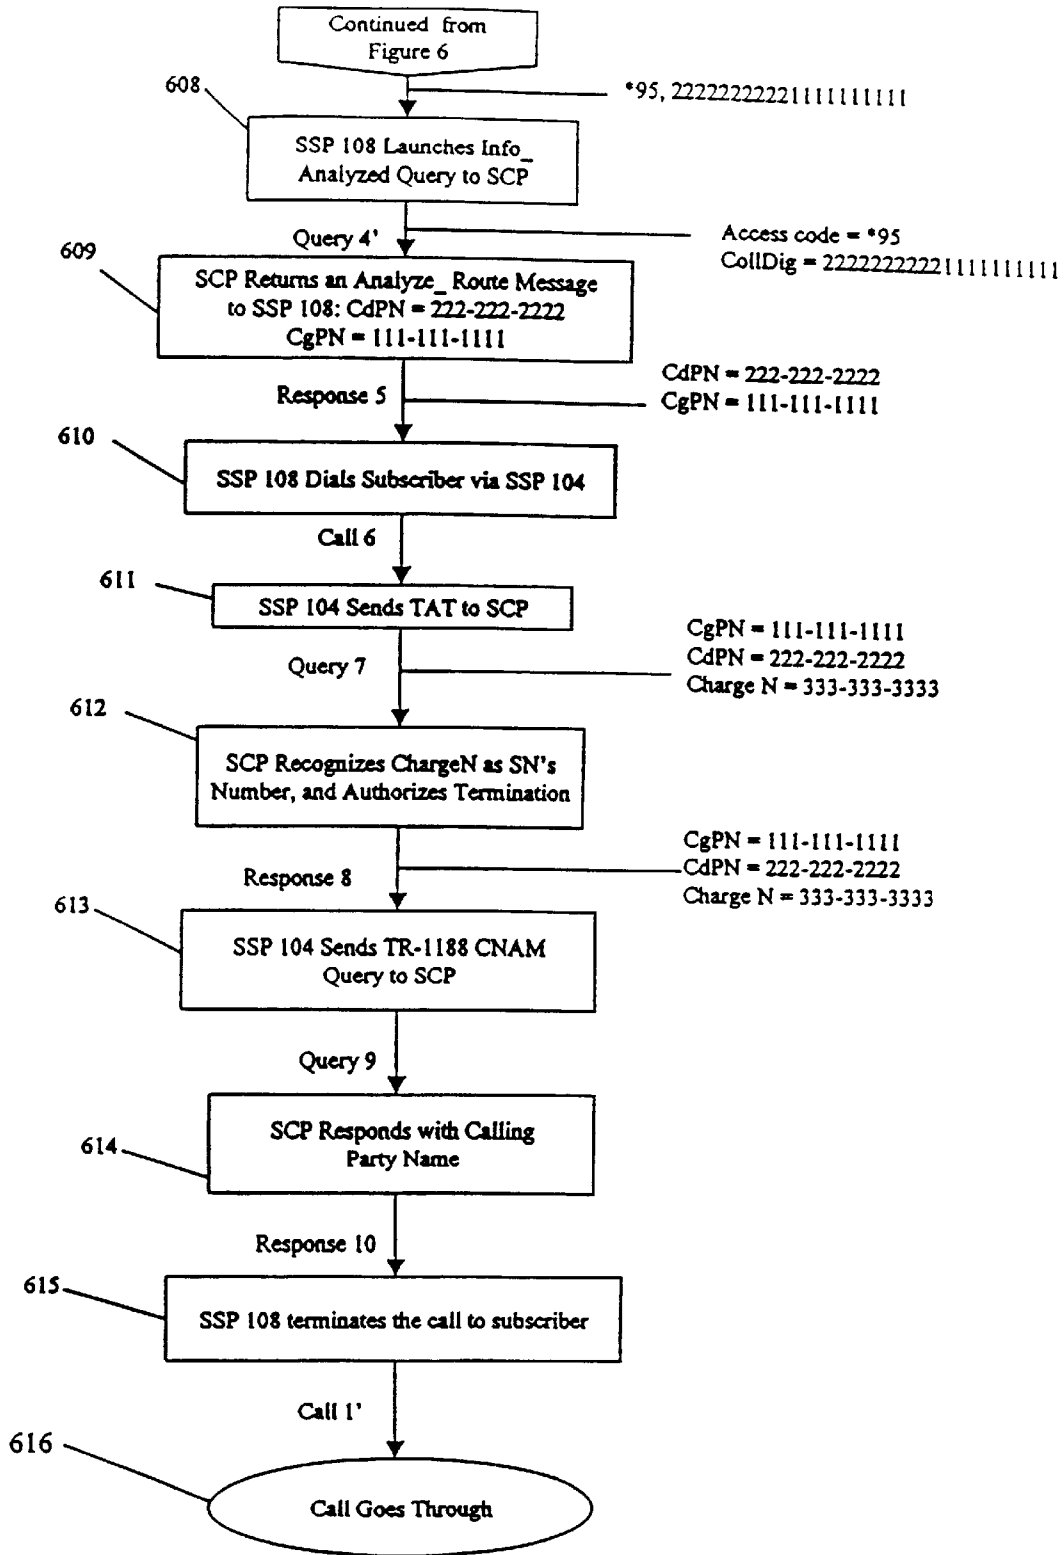 Continued from
Figure 6
608
*95, 22222222221111111111
SSP 108 Launches Info_
Analyzed Query to SCP
Query 4'
Access code = *95
CollDig = 22222222221111111111
609
SCP Returns an Analyze_ Route Message
to SSP 108: CdPN = 222-222-2222
CgPN = 111-111-1111
Response 5
CdPN = 222-222-2222
CgPN = 111-111-1111
610
SSP 108 Dials Subscriber via SSP 104
Call 6
611
SSP 104 Sends TAT to SCP
Query 7
CgPN = 111-111-1111
CdPN = 222-222-2222
Charge N = 333-333-3333
612
SCP Recognizes ChargeN as SN's
Number, and Authorizes Termination
Response 8
CgPN = 111-111-1111
CdPN = 222-222-2222
Charge N = 333-333-3333
613
SSP 104 Sends TR-1188 CNAM
Query to SCP
Query 9
SCP Responds with Calling
Party Name
614
Response 10
615
SSP 108 terminates the call to subscriber
Call 1'
616
Call Goes Through